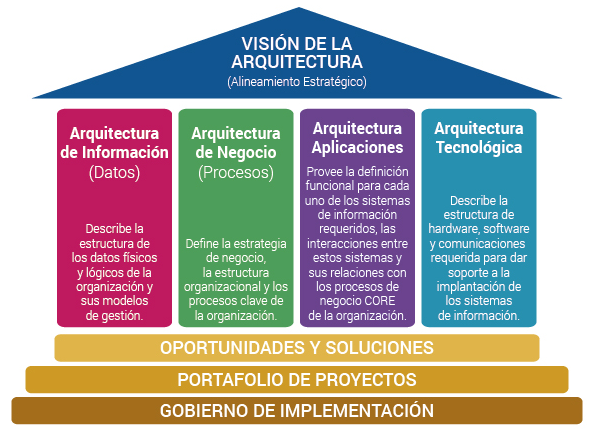 VISIÓN DE LA
ARQUITECTURA
(Alineamiento Estratégico)
Arquitectura
de Información
(Datos)
Describe la
estructura de
los datos físicos
y lógicos de la
organización y
sus modelos
de gestión.
Arquitectura
de Negocio
(Procesos)
Define la estrategia
de negocio,
la estructura
organizacional y los
procesos clave de
la organización.
Arquitectura
Aplicaciones
Provee la definición
funcional para cada
uno de los sistemas
de información
requeridos, las
interacciones entre
estos sistemas y
sus relaciones con
los procesos de
negocio CORE
de la organización.
Arquitectura
Tecnológica
Describe la
estructura de
hardware, software
y comunicaciones
requerida para dar
soporte a la
implantación de
los sistemas
de información.
OPORTUNIDADES Y SOLUCIONES
PORTAFOLIO DE PROYECTOS
GOBIERNO DE IMPLEMENTACIÓN